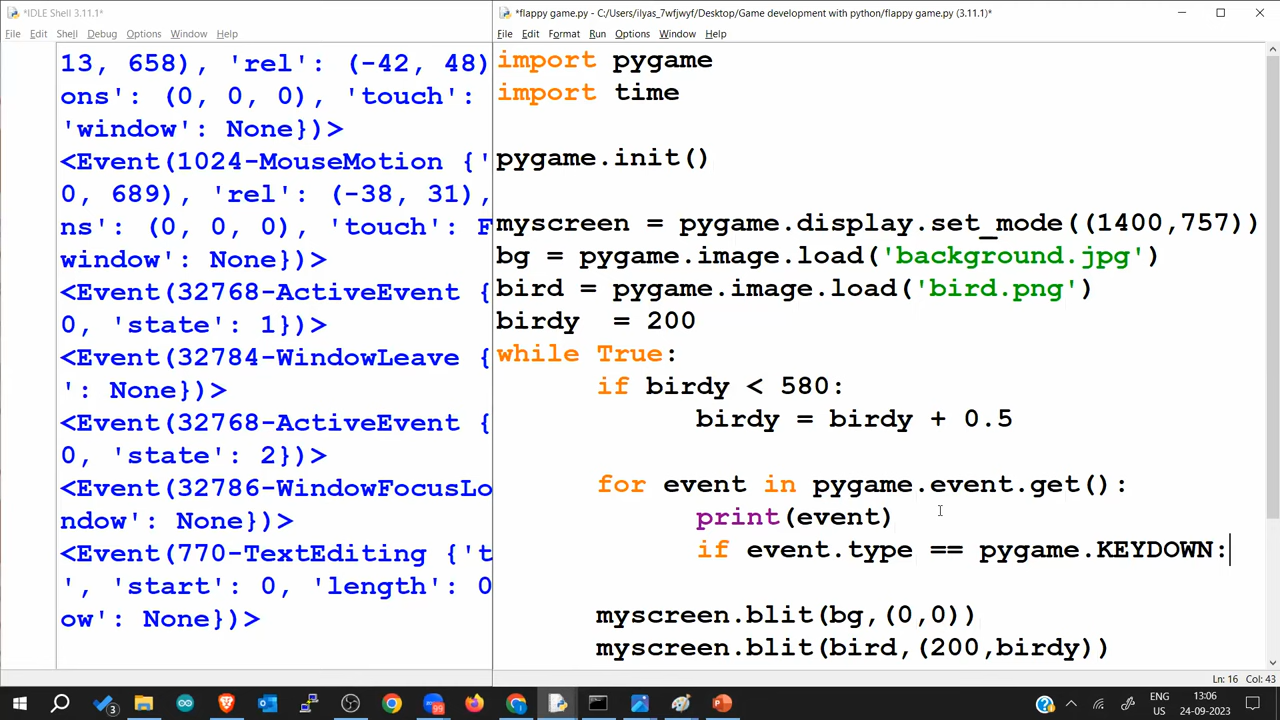 *IDLE Shell 3.11.1*
File Edit Shell Debug Options Window Help
13, 658), 'rel': (-42, 48)
ons': (0, 0, 0), 'touch':
'window': None})>
<Event(1024-MouseMotion {'
0, 689), 'rel': (-38, 31),
ns': (0, 0, 0), 'touch': F
window': None})>
<Event(32768-ActiveEvent {
0, 'state': 1})>
<Event(32784-WindowLeave {
': None})>
<Event(32768-ActiveEvent {
0, 'state': 2})>
<Event(32786-WindowFocusLo
ndow': None})>
<Event(770-TextEditing {'t
', 'start': 0, 'length': 0
ow': None})>
*flappy game.py - C:/Users/ilyas_7wfjwyf/Desktop/Game development with python/flappy game.py (3.11.1)*
File Edit Format Run Options Window Help
import pygame
import time
pygame.init()
myscreen = pygame.display.set_mode((1400,757))
bg = pygame.image.load('background.jpg')
bird = pygame.image.load('bird.png')
birdy  = 200
while True:
if birdy < 580:
birdy = birdy + 0.5
for event in pygame.event.get():
print(event)
if event.type == pygame.KEYDOWN:
myscreen.blit(bg,(0,0))
myscreen.blit(bird,(200,birdy))
Ln: 16 Col: 43
3
99
ENG
US
13:06
24-09-2023